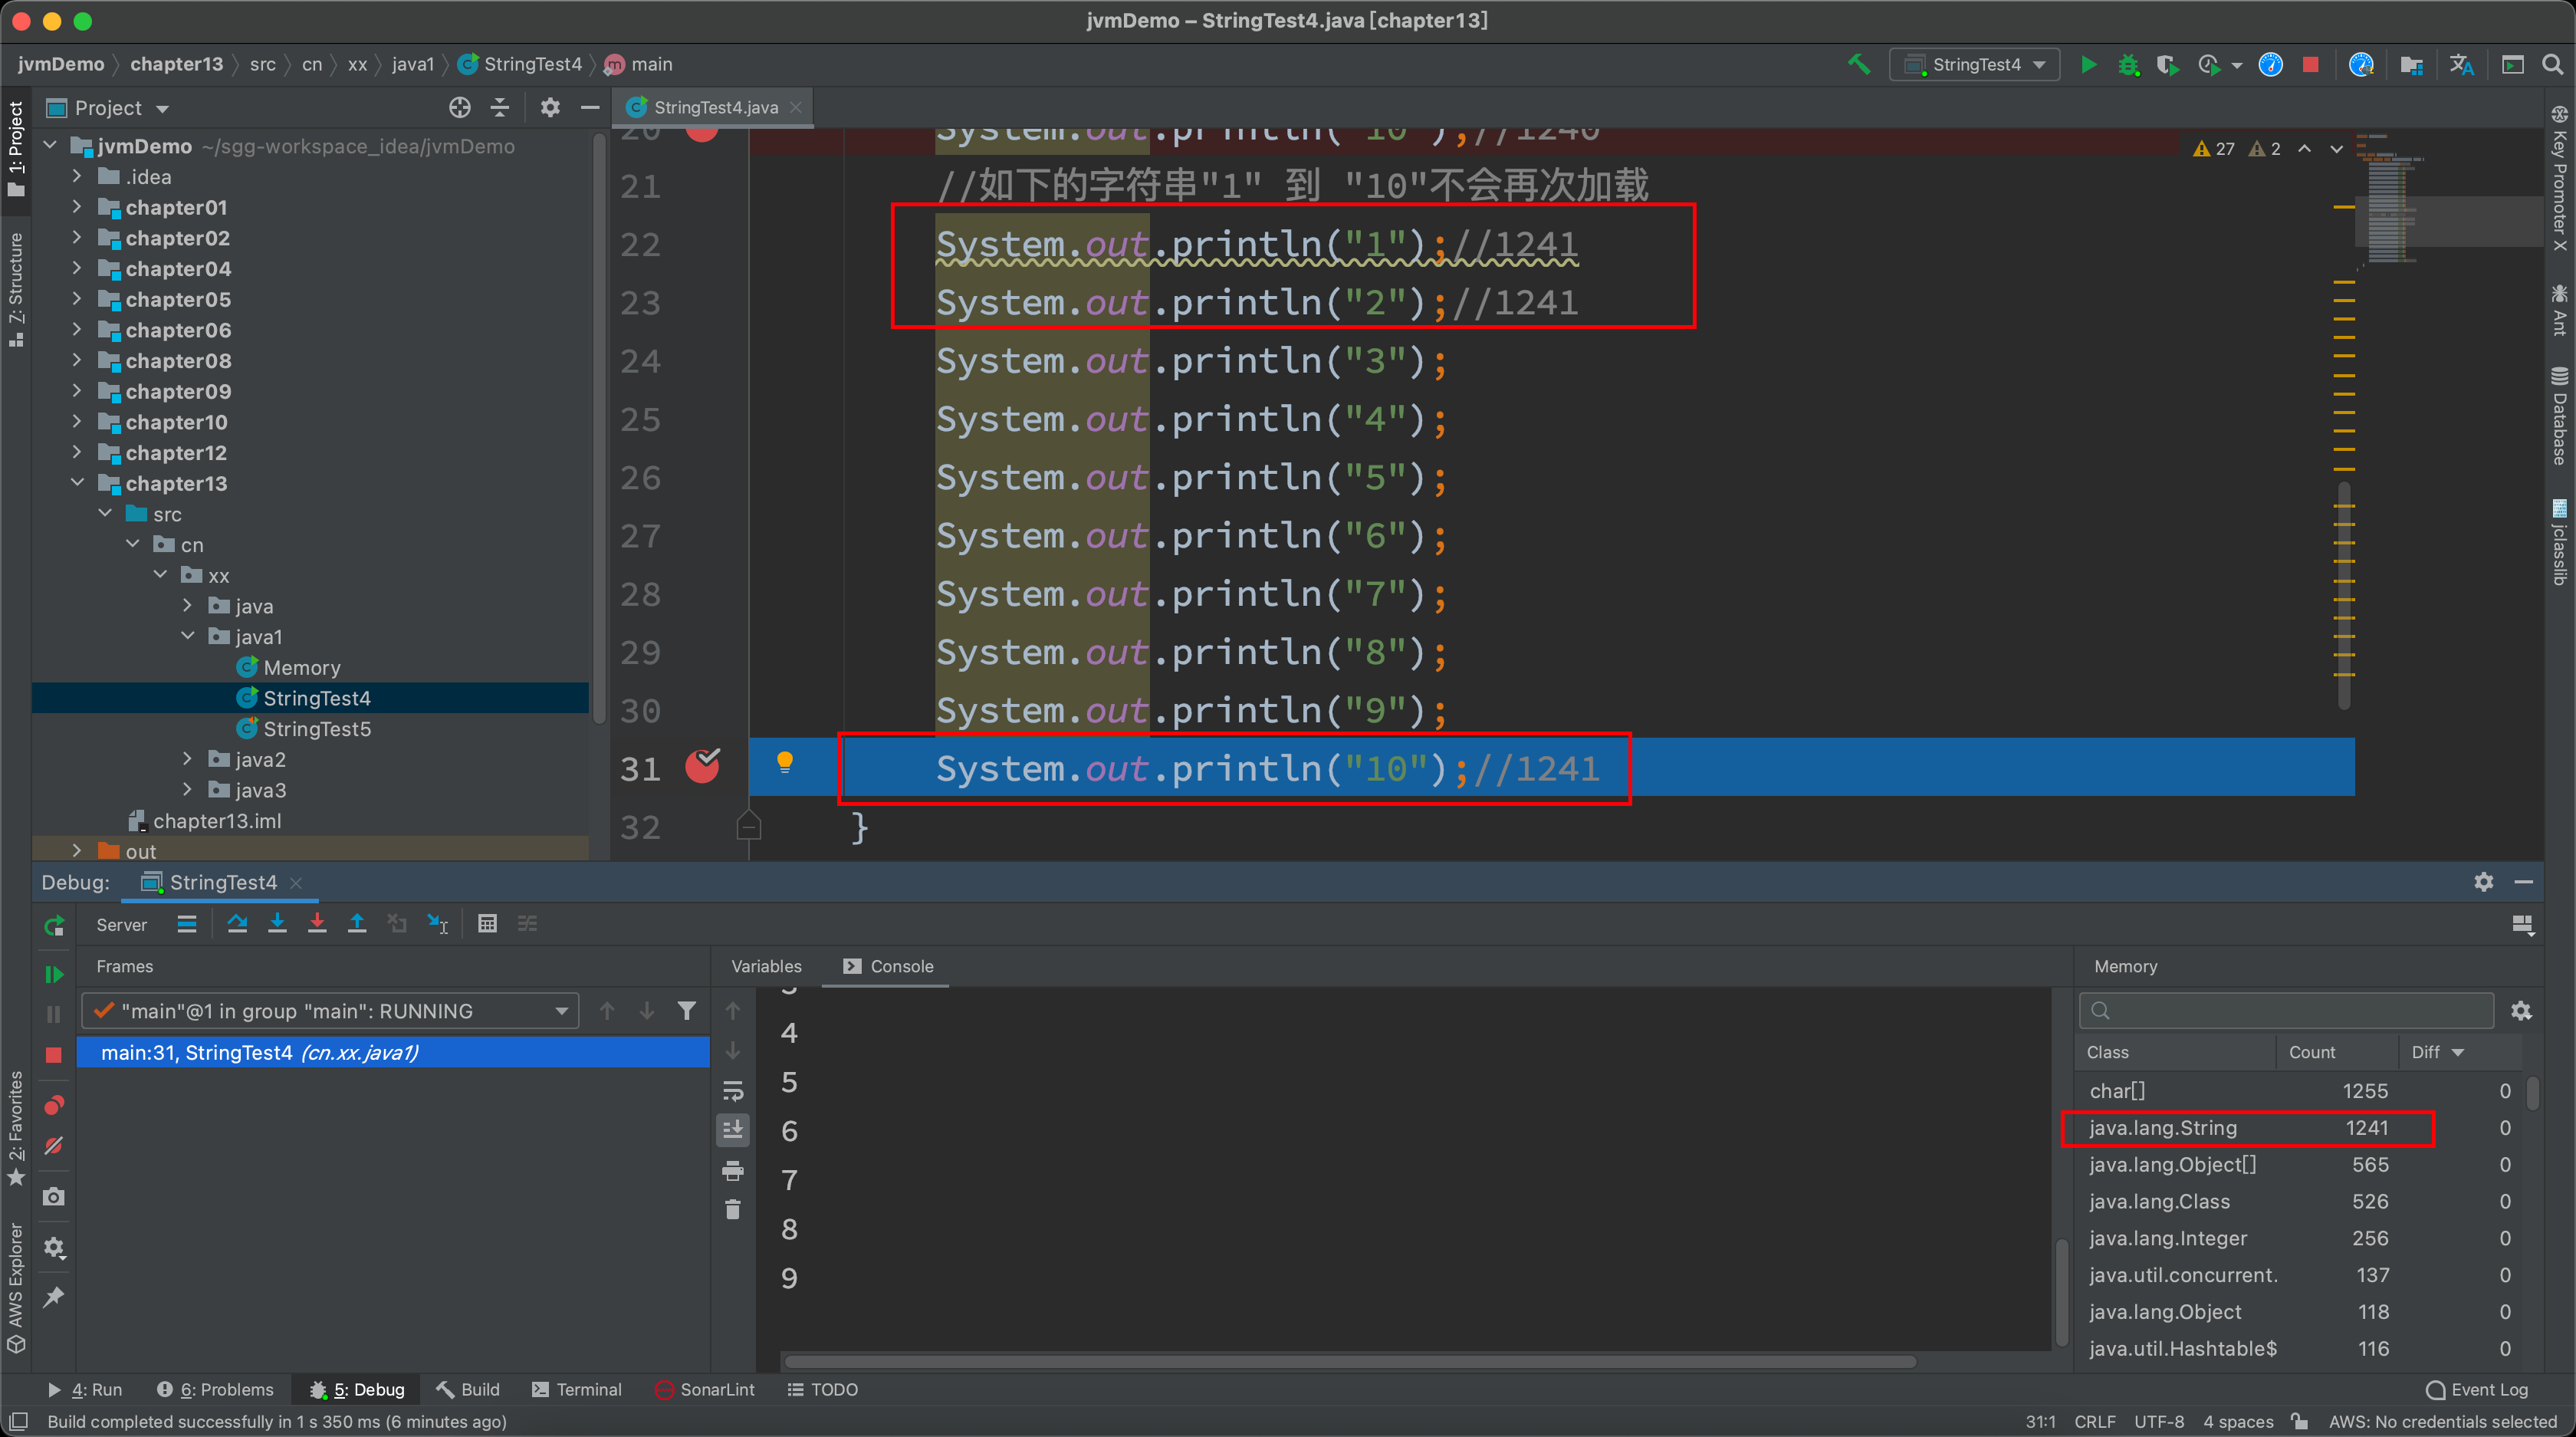 jvmDemo – StringTest4.java [chapter13]
jvmDemo chapter13 src cn xx java1 StringTest4 main
StringTest4
1: Project
Z: Structure
2: Favorites
AWS Explorer
Project
jvmDemo ~/sgg-workspace_idea/jvmDemo
.idea
chapter01
chapter02
chapter04
chapter05
chapter06
chapter08
chapter09
chapter10
chapter12
chapter13
src
cn
xx
java
java1
Memory
StringTest4
StringTest5
java2
java3
chapter13.iml
out
StringTest4.java
27 2
20 System.out.println("10");//1240
21 //如下的字符串"1" 到 "10"不会再次加载
22 System.out.println("1");//1241
23 System.out.println("2");//1241
24 System.out.println("3");
25 System.out.println("4");
26 System.out.println("5");
27 System.out.println("6");
28 System.out.println("7");
29 System.out.println("8");
30 System.out.println("9");
31 System.out.println("10");//1241
32 }
Key Promoter X
Ant
Database
jclasslib
Debug: StringTest4
Server
Frames
"main"@1 in group "main": RUNNING
main:31, StringTest4 (cn.xx.java1)
Variables Console
3
4
5
6
7
8
9
Memory
Class Count Diff
char[] 1255 0
java.lang.String 1241 0
java.lang.Object[] 565 0
java.lang.Class 526 0
java.lang.Integer 256 0
java.util.concurrent. 137 0
java.lang.Object 118 0
java.util.Hashtable$ 116 0
4: Run 6: Problems 5: Debug Build Terminal SonarLint TODO Event Log
Build completed successfully in 1 s 350 ms (6 minutes ago) 31:1 CRLF UTF-8 4 spaces AWS: No credentials selected